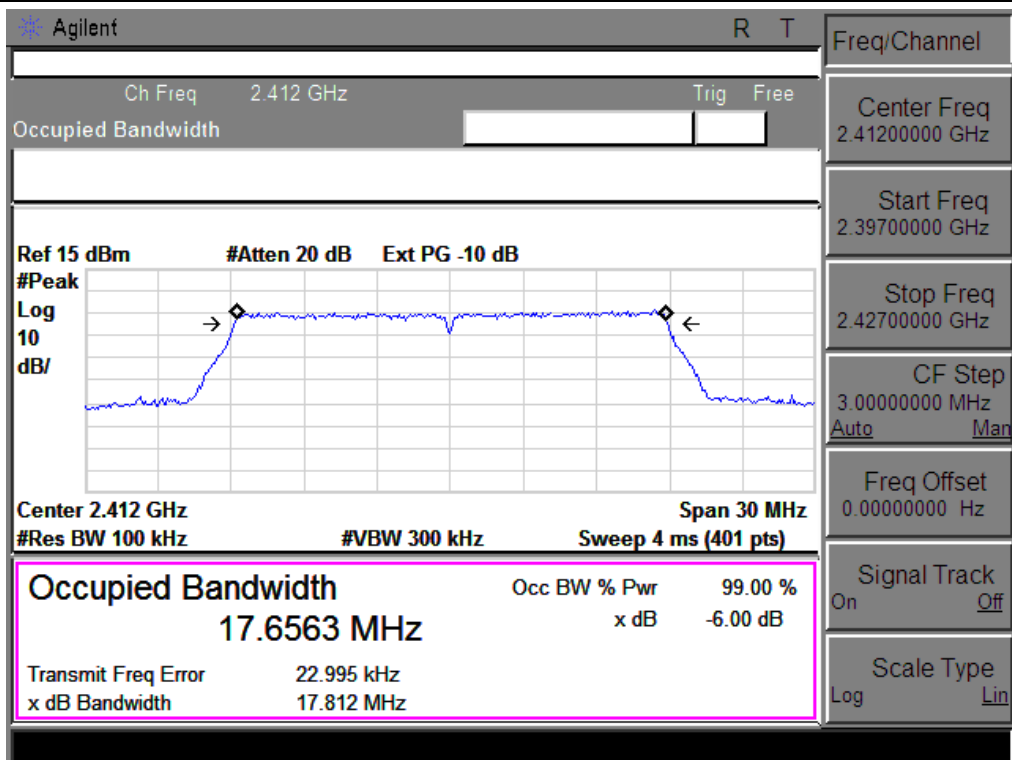 Agilent R T
Freq/Channel
Ch Freq 2.412 GHz Trig Free
Occupied Bandwidth
Center Freq
2.41200000 GHz
Start Freq
2.39700000 GHz
Stop Freq
2.42700000 GHz
CF Step
3.00000000 MHz
Auto Man
Freq Offset
0.00000000 Hz
Signal Track
On Off
Scale Type
Log Lin
Ref 15 dBm #Atten 20 dB Ext PG -10 dB
#Peak
Log
10
dB/
Center 2.412 GHz Span 30 MHz
#Res BW 100 kHz #VBW 300 kHz Sweep 4 ms (401 pts)
Occupied Bandwidth Occ BW % Pwr 99.00 %
17.6563 MHz x dB -6.00 dB
Transmit Freq Error 22.995 kHz
x dB Bandwidth 17.812 MHz